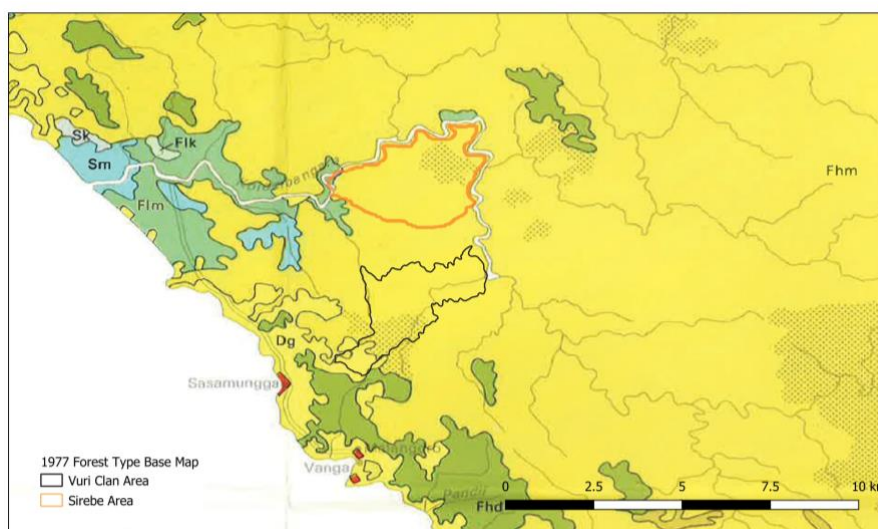 Sk
Flk
Sm
Flm
Fhm
Dg
Sasamungga
Vanga
Fhd
1977 Forest Type Base Map
Vuri Clan Area
Sirebe Area
0 2.5 5 7.5 10 km